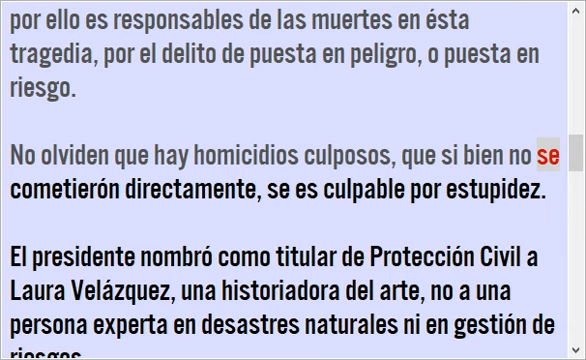 por ello es responsables de las muertes en ésta
tragedia, por el delito de puesta en peligro, o puesta en
riesgo.
No olviden que hay homicidios culposos, que si bien no se
cometierón directamente, se es culpable por estupidez.
El presidente nombró como titular de Protección Civil a
Laura Velázquez, una historiadora del arte, no a una
persona experta en desastres naturales ni en gestión de
riesgos